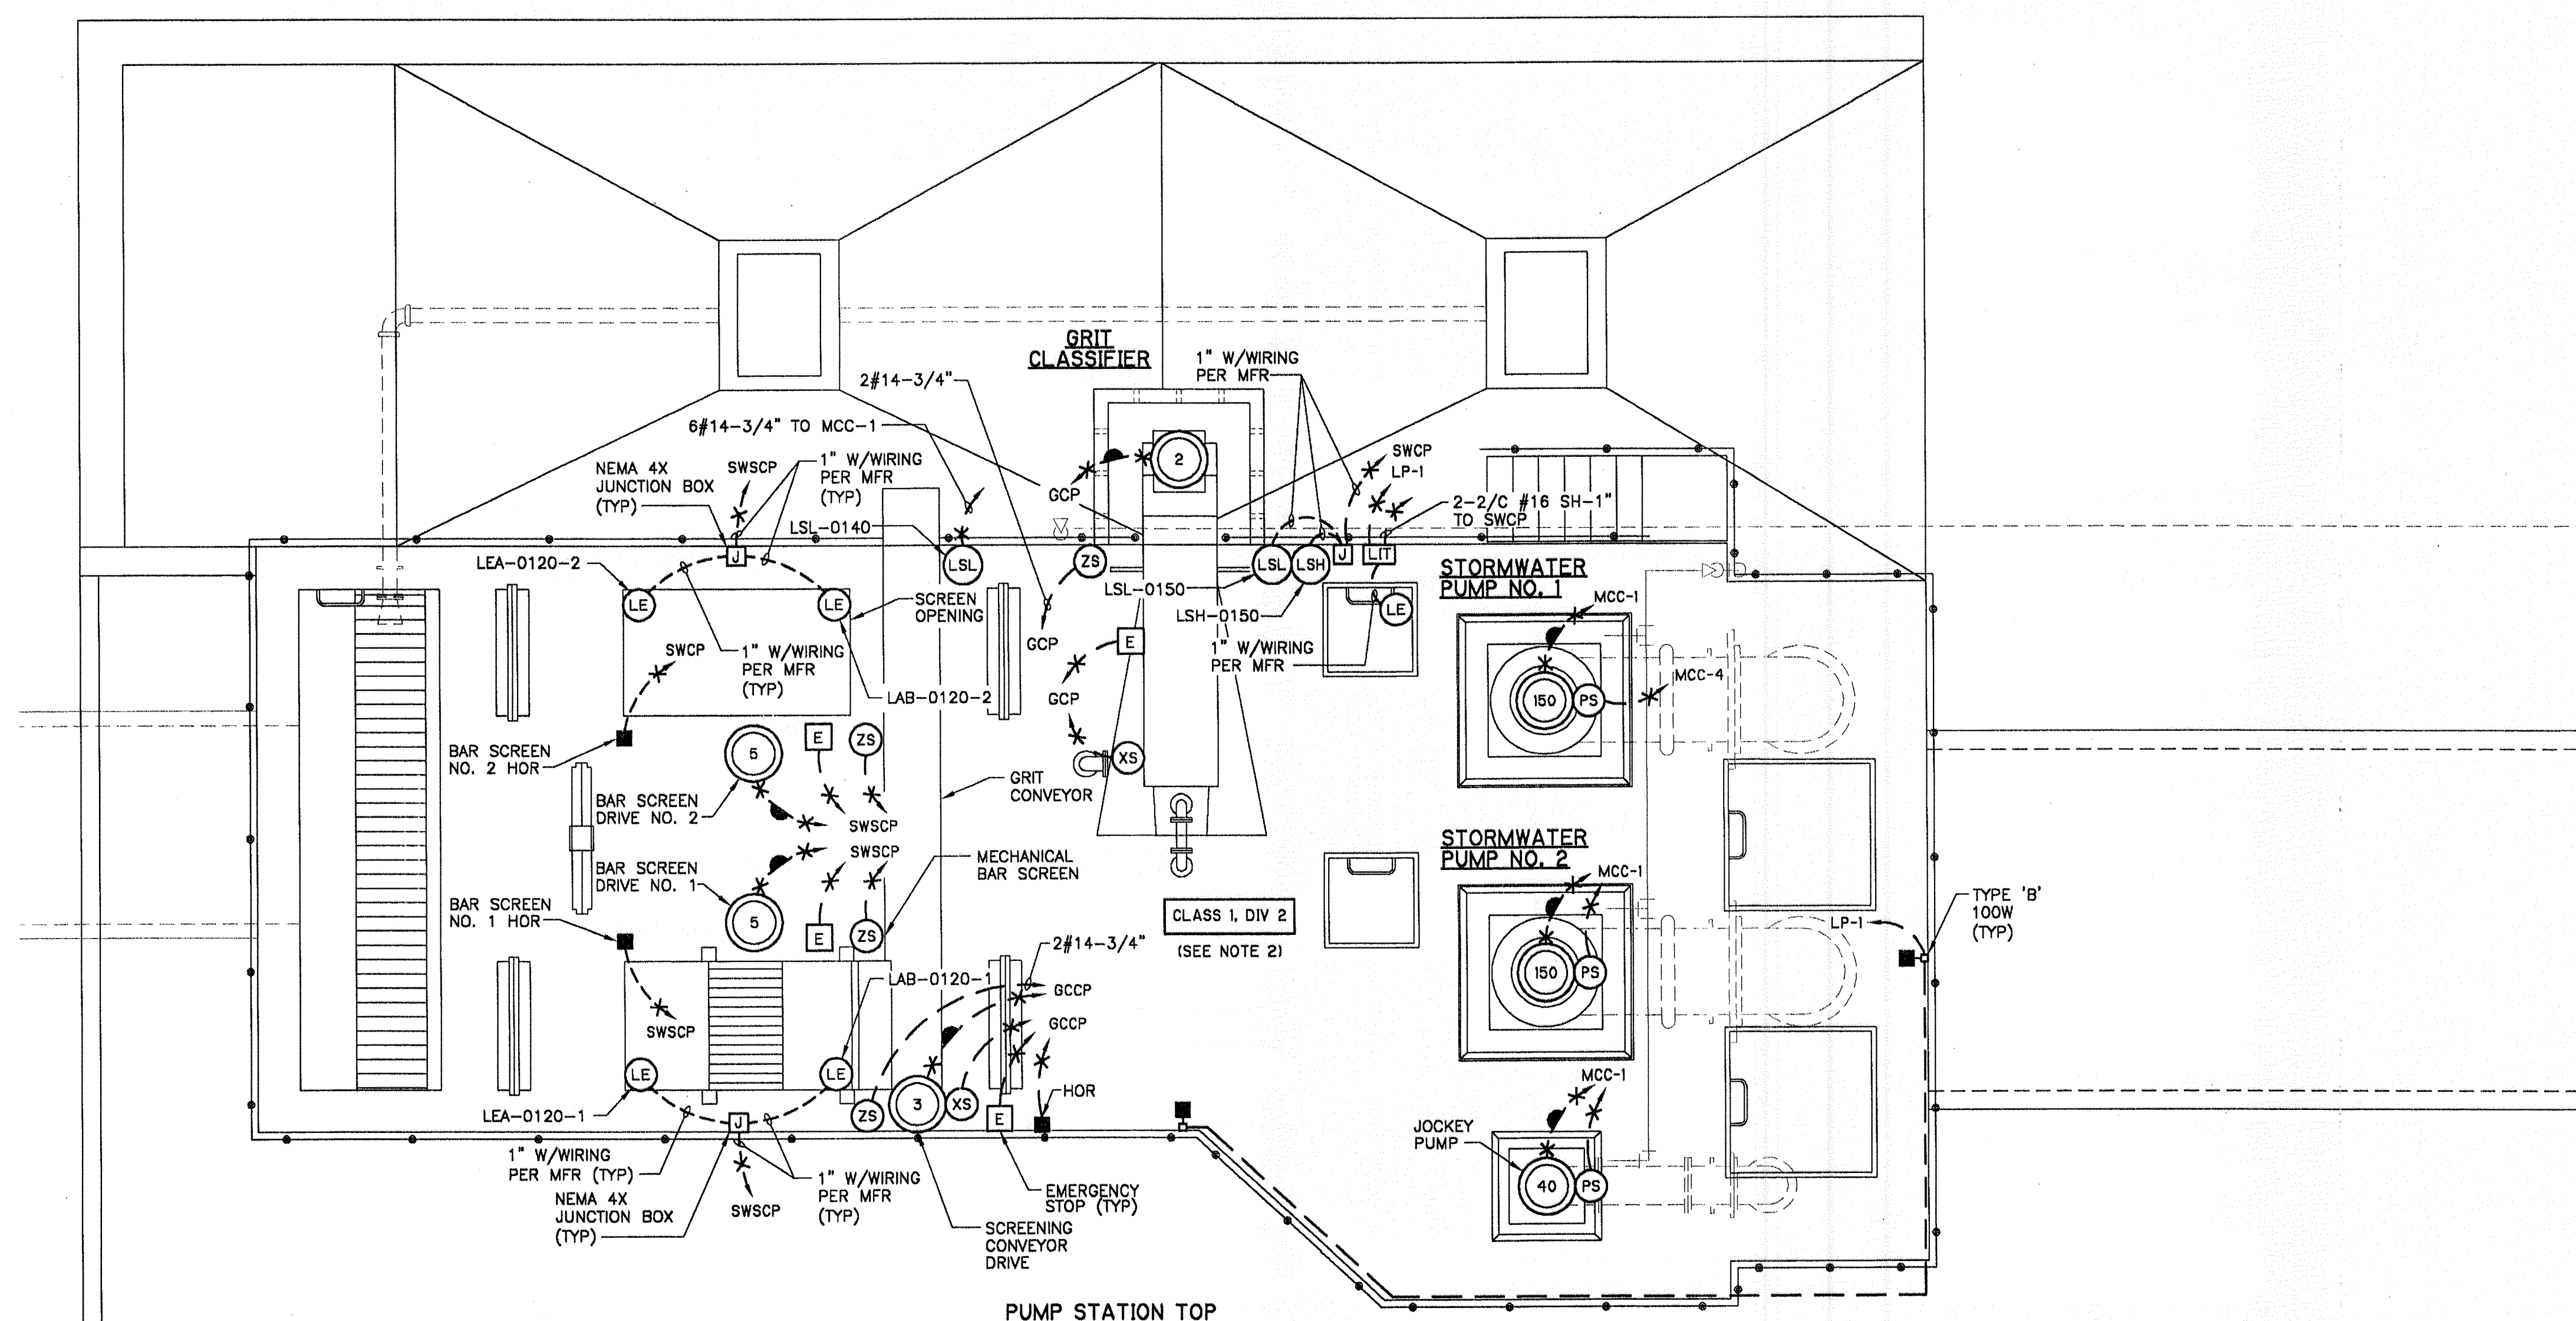 GRIT
CLASSIFIER
1" W/WIRING
PER MFR
2#14-3/4"
6#14-3/4" TO MCC-1
NEMA 4X
JUNCTION BOX
(TYP)
SWSCP
1" W/WIRING
PER MFR
(TYP)
2
GCP
SWCP
LP-1
2-2/C #16 SH-1"
TO SWCP
LSL-0140
J
LSL
ZS
LSL
LSH
J
LIT
LEA-0120-2
LE
LE
SCREEN
OPENING
LSL-0150
LSH-0150
LE
STORMWATER
PUMP NO. 1
MCC-1
GCP
E
SWCP
1" W/WIRING
PER MFR
(TYP)
1" W/WIRING
PER MFR
LAB-0120-2
GCP
150
PS
MCC-4
BAR SCREEN
NO. 2 HOR
5
E
ZS
XS
GRIT
CONVEYOR
BAR SCREEN
DRIVE NO. 2
SWSCP
SWSCP
STORMWATER
PUMP NO. 2
MECHANICAL
BAR SCREEN
BAR SCREEN
DRIVE NO. 1
MCC-1
BAR SCREEN
NO. 1 HOR
5
E
ZS
CLASS 1, DIV 2
(SEE NOTE 2)
TYPE 'B'
100W
(TYP)
LP-1
2#14-3/4"
150
PS
LAB-0120-1
GCCP
GCCP
SWSCP
LE
LE
MCC-1
HOR
LEA-0120-1
J
ZS
3
XS
E
JOCKEY
PUMP
1" W/WIRING
PER MFR (TYP)
1" W/WIRING
PER MFR
(TYP)
40
PS
NEMA 4X
JUNCTION BOX
(TYP)
SWSCP
EMERGENCY
STOP (TYP)
SCREENING
CONVEYOR
DRIVE
PUMP STATION TOP